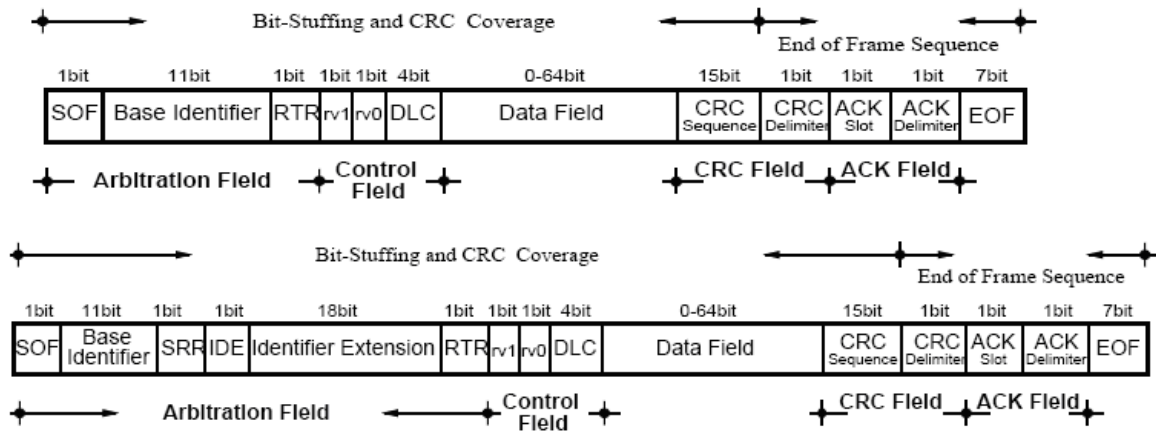 Bit-Stuffing and CRC Coverage
End of Frame Sequence
1bit 11bit 1bit 1bit 1bit 4bit 0-64bit 15bit 1bit 1bit 1bit 7bit
SOF Base Identifier RTR rv1 rv0 DLC Data Field CRC Sequence CRC Delimiter ACK Slot ACK Delimiter EOF
Arbitration Field Control Field CRC Field ACK Field
Bit-Stuffing and CRC Coverage
End of Frame Sequence
1bit 11bit 1bit 1bit 18bit 1bit 1bit 1bit 4bit 0-64bit 15bit 1bit 1bit 1bit 7bit
SOF Base Identifier SRR IDE Identifier Extension RTR rv1 rv0 DLC Data Field CRC Sequence CRC Delimiter ACK Slot ACK Delimiter EOF
Arbitration Field Control Field CRC Field ACK Field